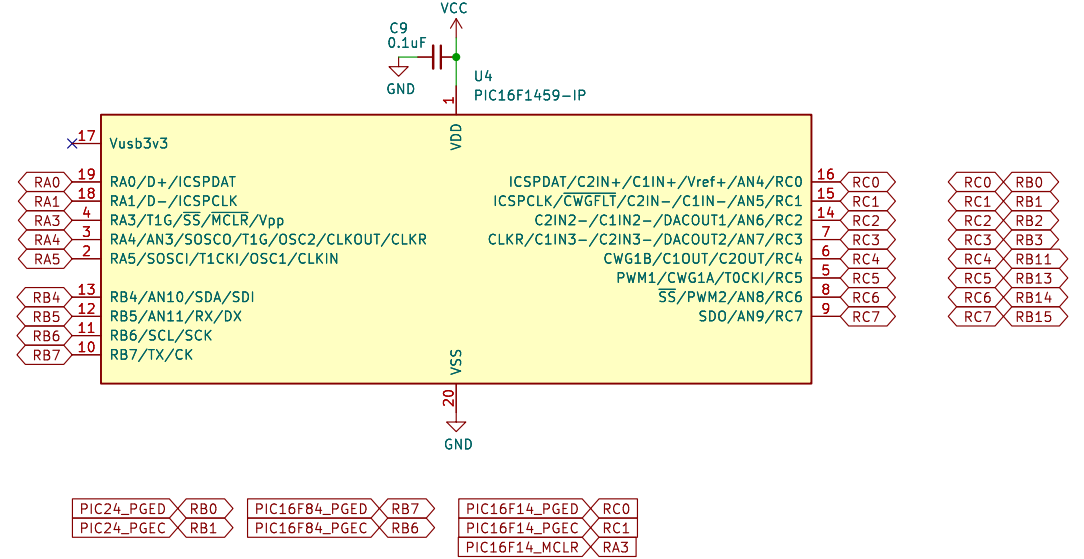 VCC
C9
0.1uF
GND
U4
PIC16F1459-IP
1
VDD
17 Vusb3v3
RA0 19 RA0/D+/ICSPDAT
RA1 18 RA1/D-/ICSPCLK
RA3 4 RA3/T1G/SS/MCLR/Vpp
RA4 3 RA4/AN3/SOSCO/T1G/OSC2/CLKOUT/CLKR
RA5 2 RA5/SOSCI/T1CKI/OSC1/CLKIN
RB4 13 RB4/AN10/SDA/SDI
RB5 12 RB5/AN11/RX/DX
RB6 11 RB6/SCL/SCK
RB7 10 RB7/TX/CK
ICSPDAT/C2IN+/C1IN+/Vref+/AN4/RC0 16 RC0
ICSPCLK/CWGFLT/C2IN-/C1IN-/AN5/RC1 15 RC1
C2IN2-/C1IN2-/DACOUT1/AN6/RC2 14 RC2
CLKR/C1IN3-/C2IN3-/DACOUT2/AN7/RC3 7 RC3
CWG1B/C1OUT/C2OUT/RC4 6 RC4
PWM1/CWG1A/T0CKI/RC5 5 RC5
SS/PWM2/AN8/RC6 8 RC6
SDO/AN9/RC7 9 RC7
RC0 RB0
RC1 RB1
RC2 RB2
RC3 RB3
RC4 RB11
RC5 RB13
RC6 RB14
RC7 RB15
VSS
20
GND
PIC24_PGED RB0
PIC24_PGEC RB1
PIC16F84_PGED RB7
PIC16F84_PGEC RB6
PIC16F14_PGED RC0
PIC16F14_PGEC RC1
PIC16F14_MCLR RA3